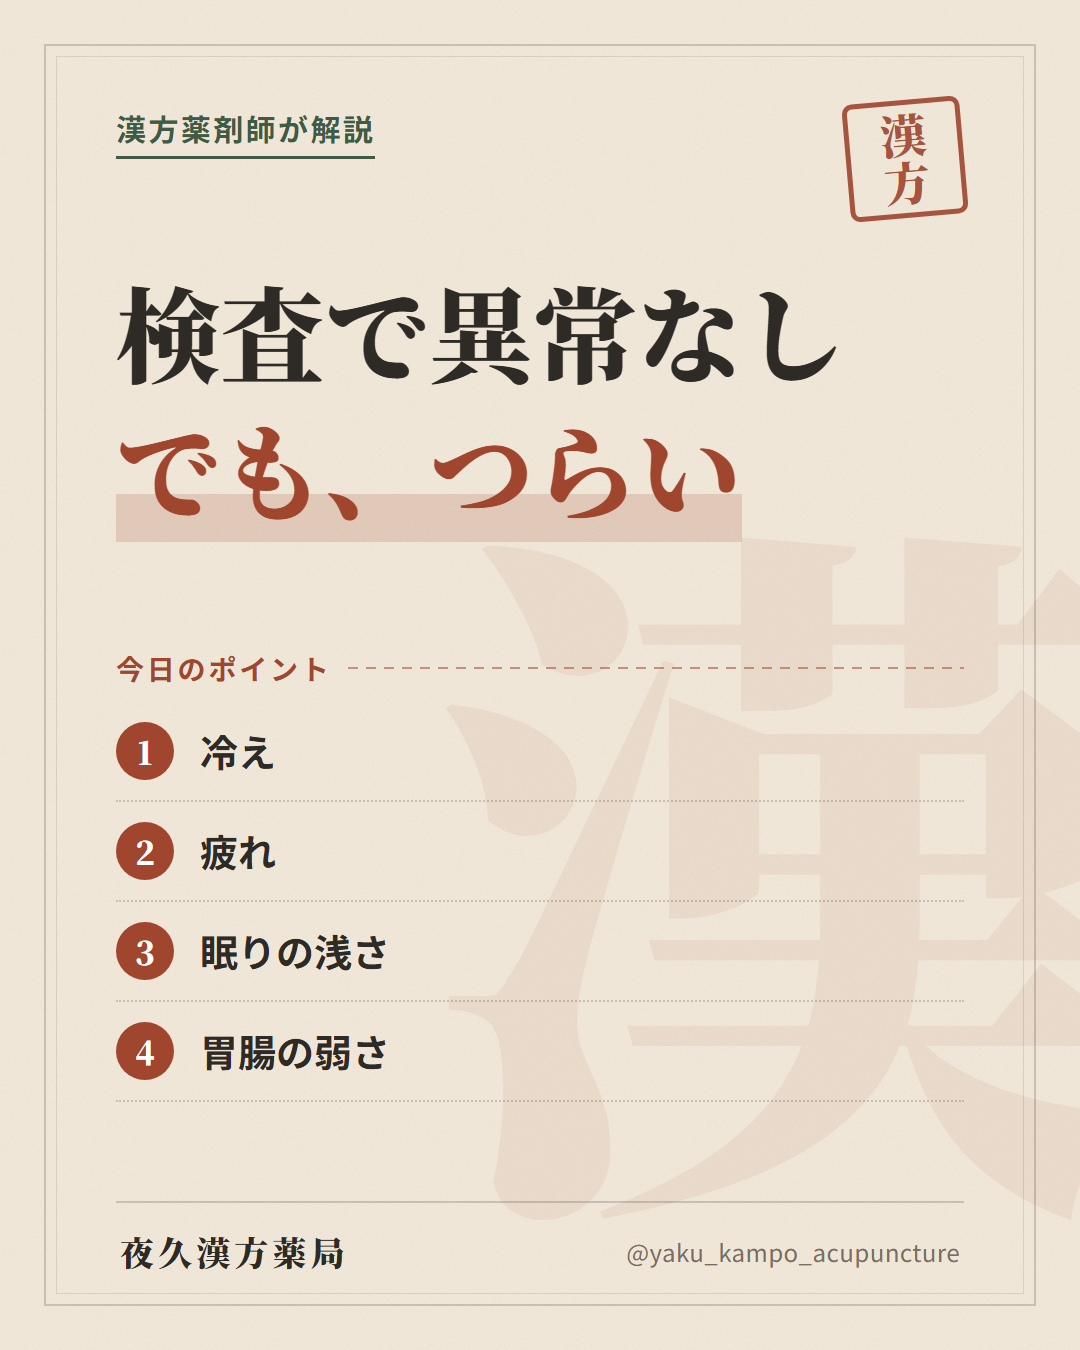 漢方薬剤師が解説
漢
方
検査で異常なし
でも、つらい
今日のポイント
1 冷え
2 疲れ
3 眠りの浅さ
4 胃腸の弱さ
漢
夜久漢方薬局
@yaku_kampo_acupuncture